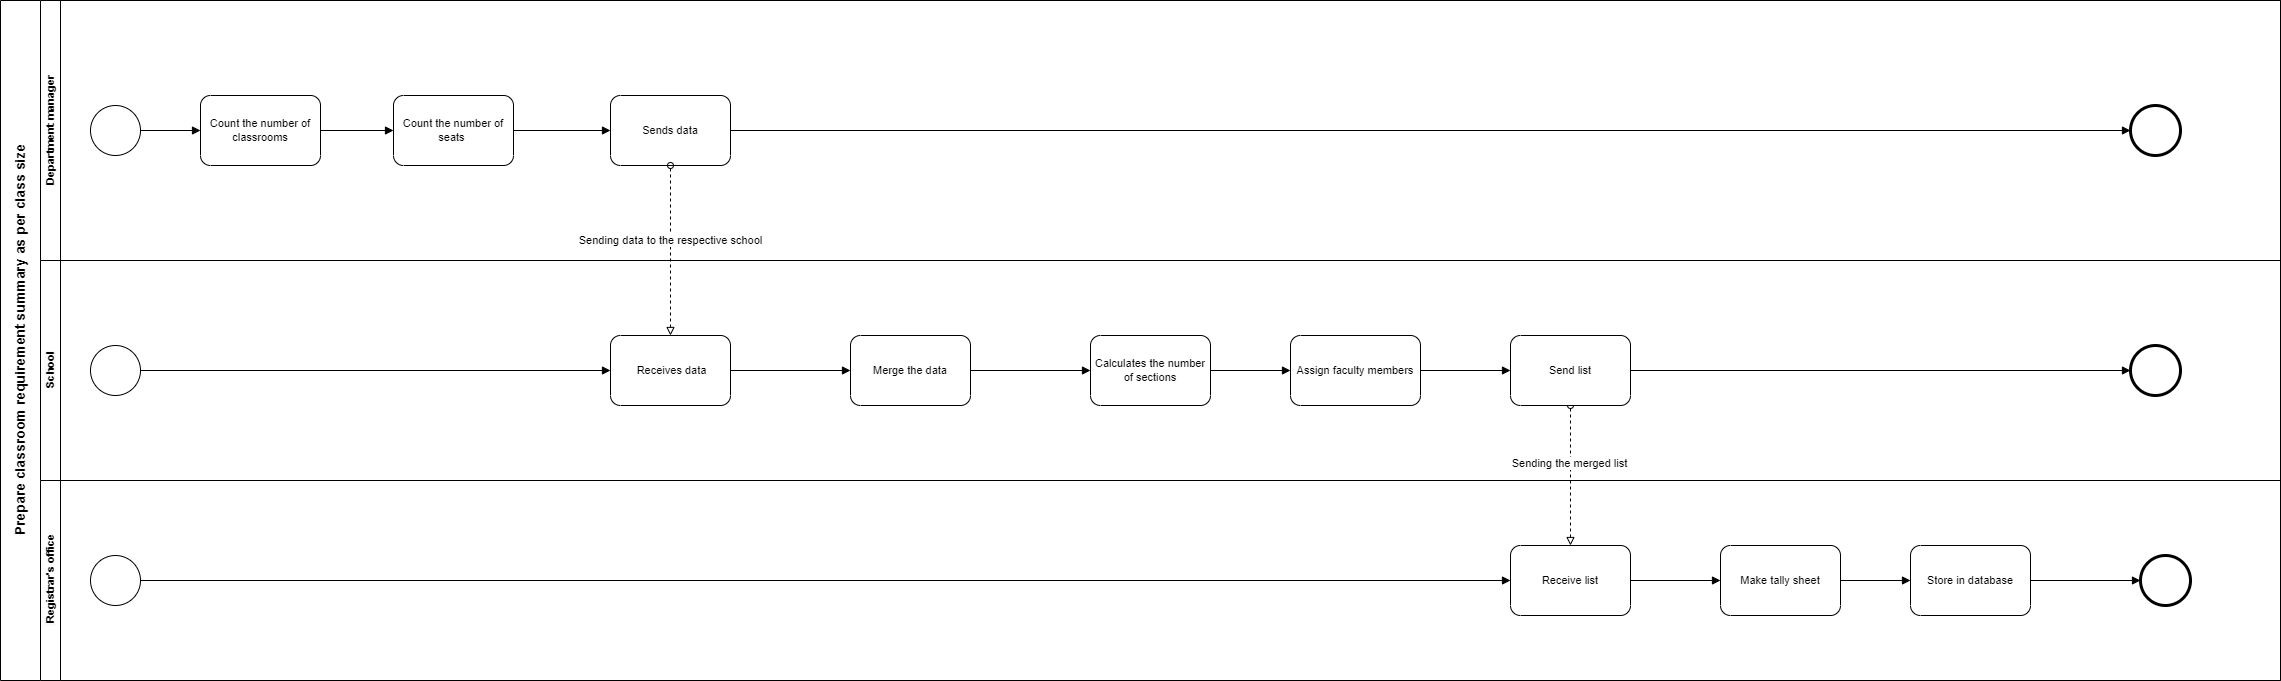 Prepare classroom requirement summary as per class size
Department manager
Count the number of
classrooms
Count the number of
seats
Sends data
Sending data to the respective school
School
Receives data
Merge the data
Calculates the number
of sections
Assign faculty members
Send list
Sending the merged list
Registrar's office
Receive list
Make tally sheet
Store in database